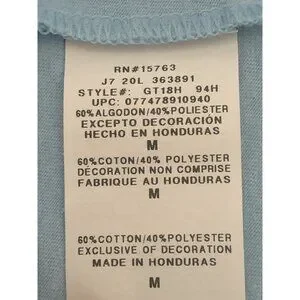 RN#15763
J7 20L 363891
STYLE#: GT18H 94H
UPC: 077478910940
60%ALGODON/40%POLIESTER
EXCEPTO DECORACIÓN
HECHO EN HONDURAS
M
60%COTTON/40% POLYESTER
DÉCORATION NON COMPRISE
FABRIQUE AU HONDURAS
M
60%COTTON/40%POLYESTER
EXCLUSIVE OF DECORATION
MADE IN HONDURAS
M